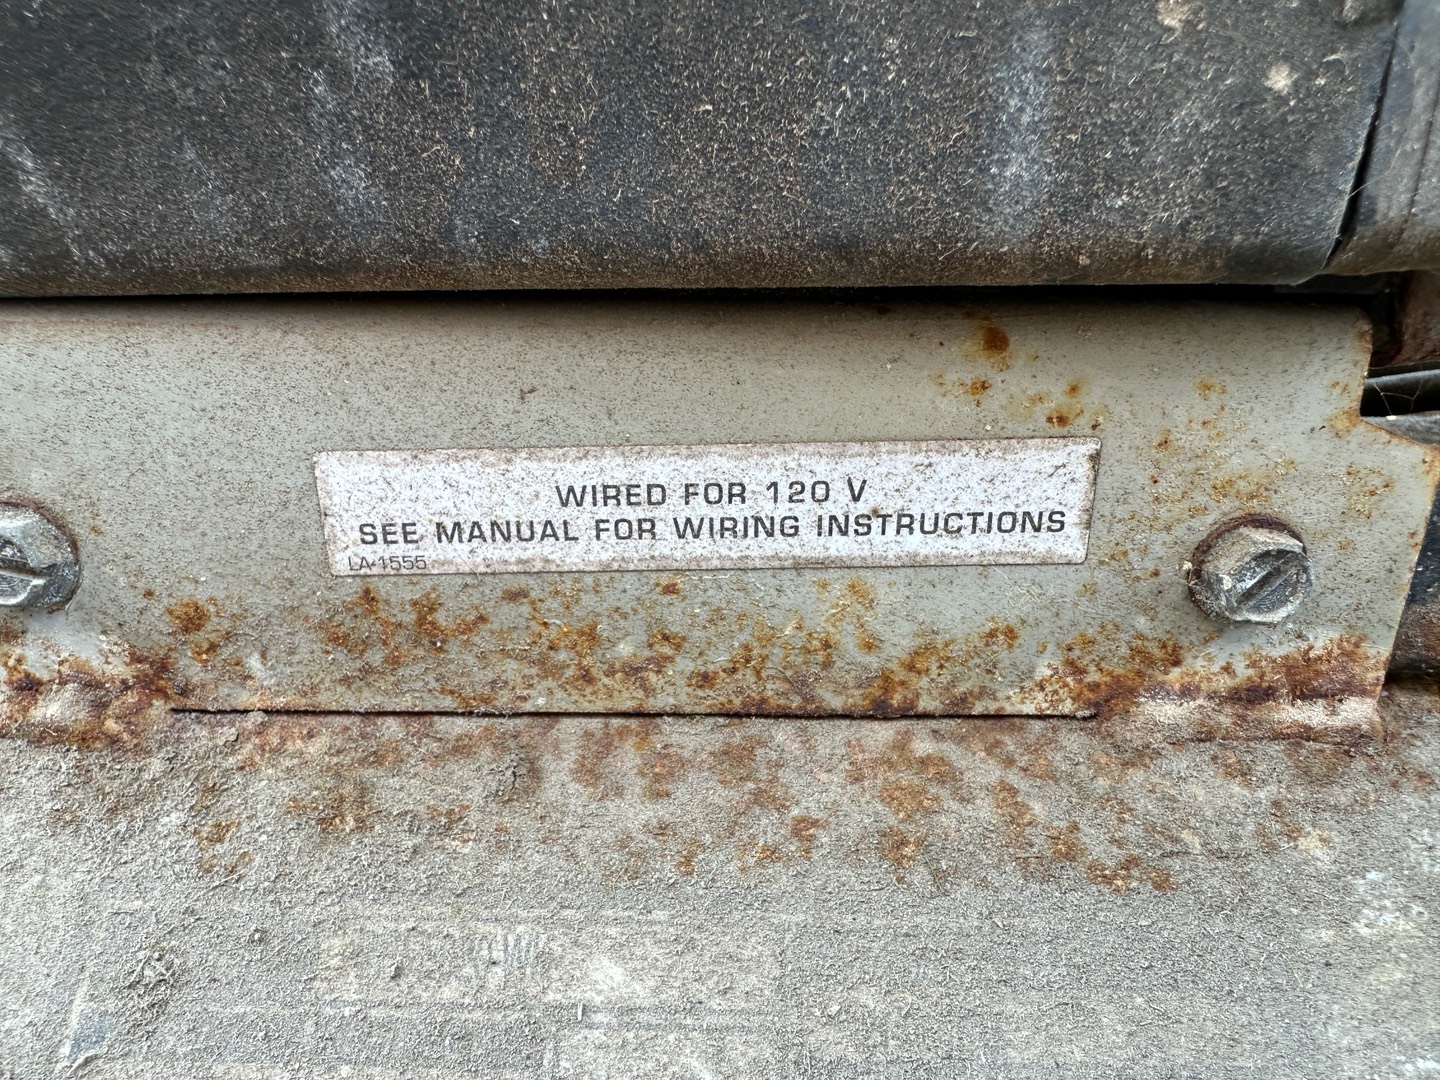 WIRED FOR 120 V
SEE MANUAL FOR WIRING INSTRUCTIONS
LA-1555